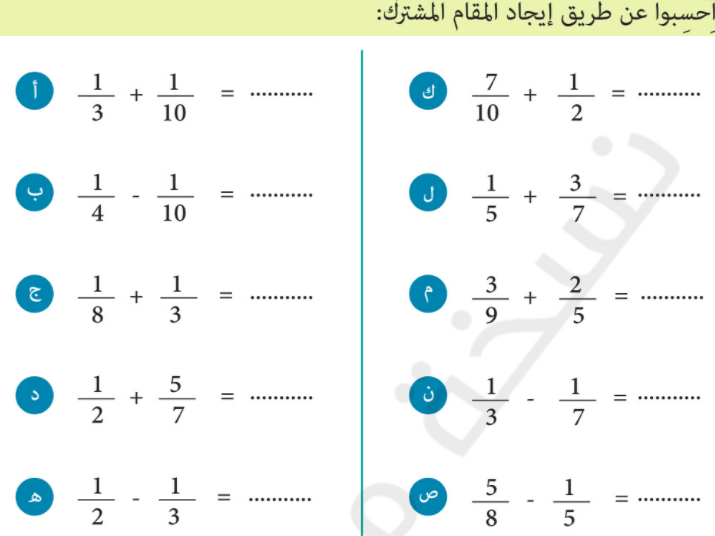 احسِبوا عن طريق إيجاد المقام المشترك:
أ 1/3 + 1/10 = ...........
ب 1/4 - 1/10 = ...........
ج 1/8 + 1/3 = ...........
د 1/2 + 5/7 = ...........
ه 1/2 - 1/3 = ...........
ك 7/10 + 1/2 = ...........
ل 1/5 + 3/7 = ...........
م 3/9 + 2/5 = ...........
ن 1/3 - 1/7 = ...........
ص 5/8 - 1/5 = ...........
نسخة